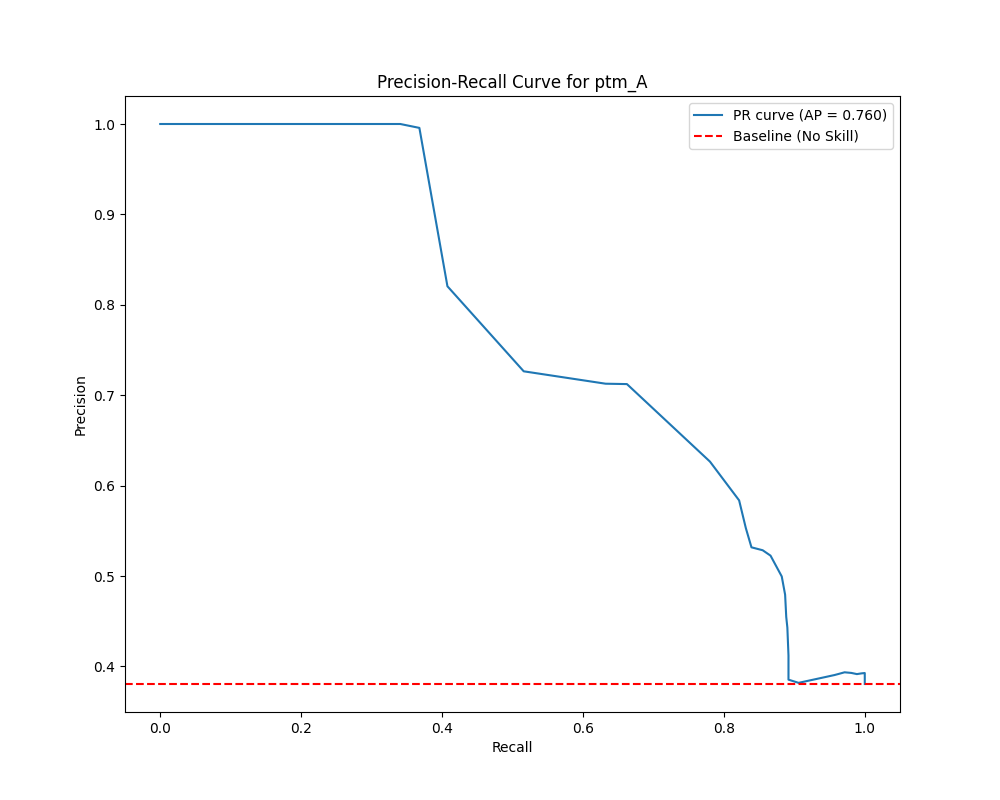 Precision-Recall Curve for ptm_A
PR curve (AP = 0.760)
Baseline (No Skill)
Precision
1.0
0.9
0.8
0.7
0.6
0.5
0.4
0.0 0.2 0.4 0.6 0.8 1.0
Recall